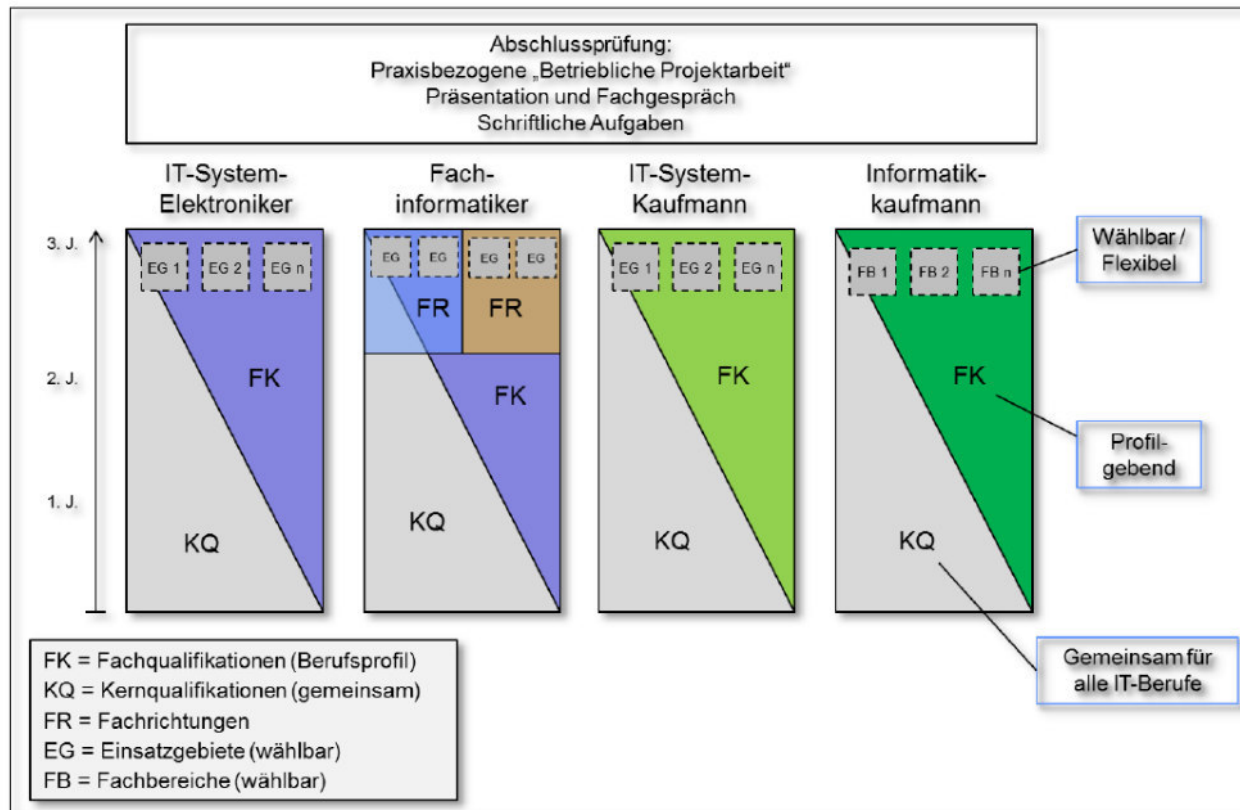 Abschlussprüfung:
Praxisbezogene „Betriebliche Projektarbeit“
Präsentation und Fachgespräch
Schriftliche Aufgaben
IT-System-
Elektroniker
Fach-
informatiker
IT-System-
Kaufmann
Informatik-
kaufmann
3. J.
2. J.
1. J.
EG 1
EG 2
EG n
FK
KQ
EG
EG
EG
EG
FR
FR
FK
KQ
EG 1
EG 2
EG n
FK
KQ
FB 1
FB 2
FB n
FK
KQ
Wählbar /
Flexibel
Profil-
gebend
Gemeinsam für
alle IT-Berufe
FK = Fachqualifikationen (Berufsprofil)
KQ = Kernqualifikationen (gemeinsam)
FR = Fachrichtungen
EG = Einsatzgebiete (wählbar)
FB = Fachbereiche (wählbar)